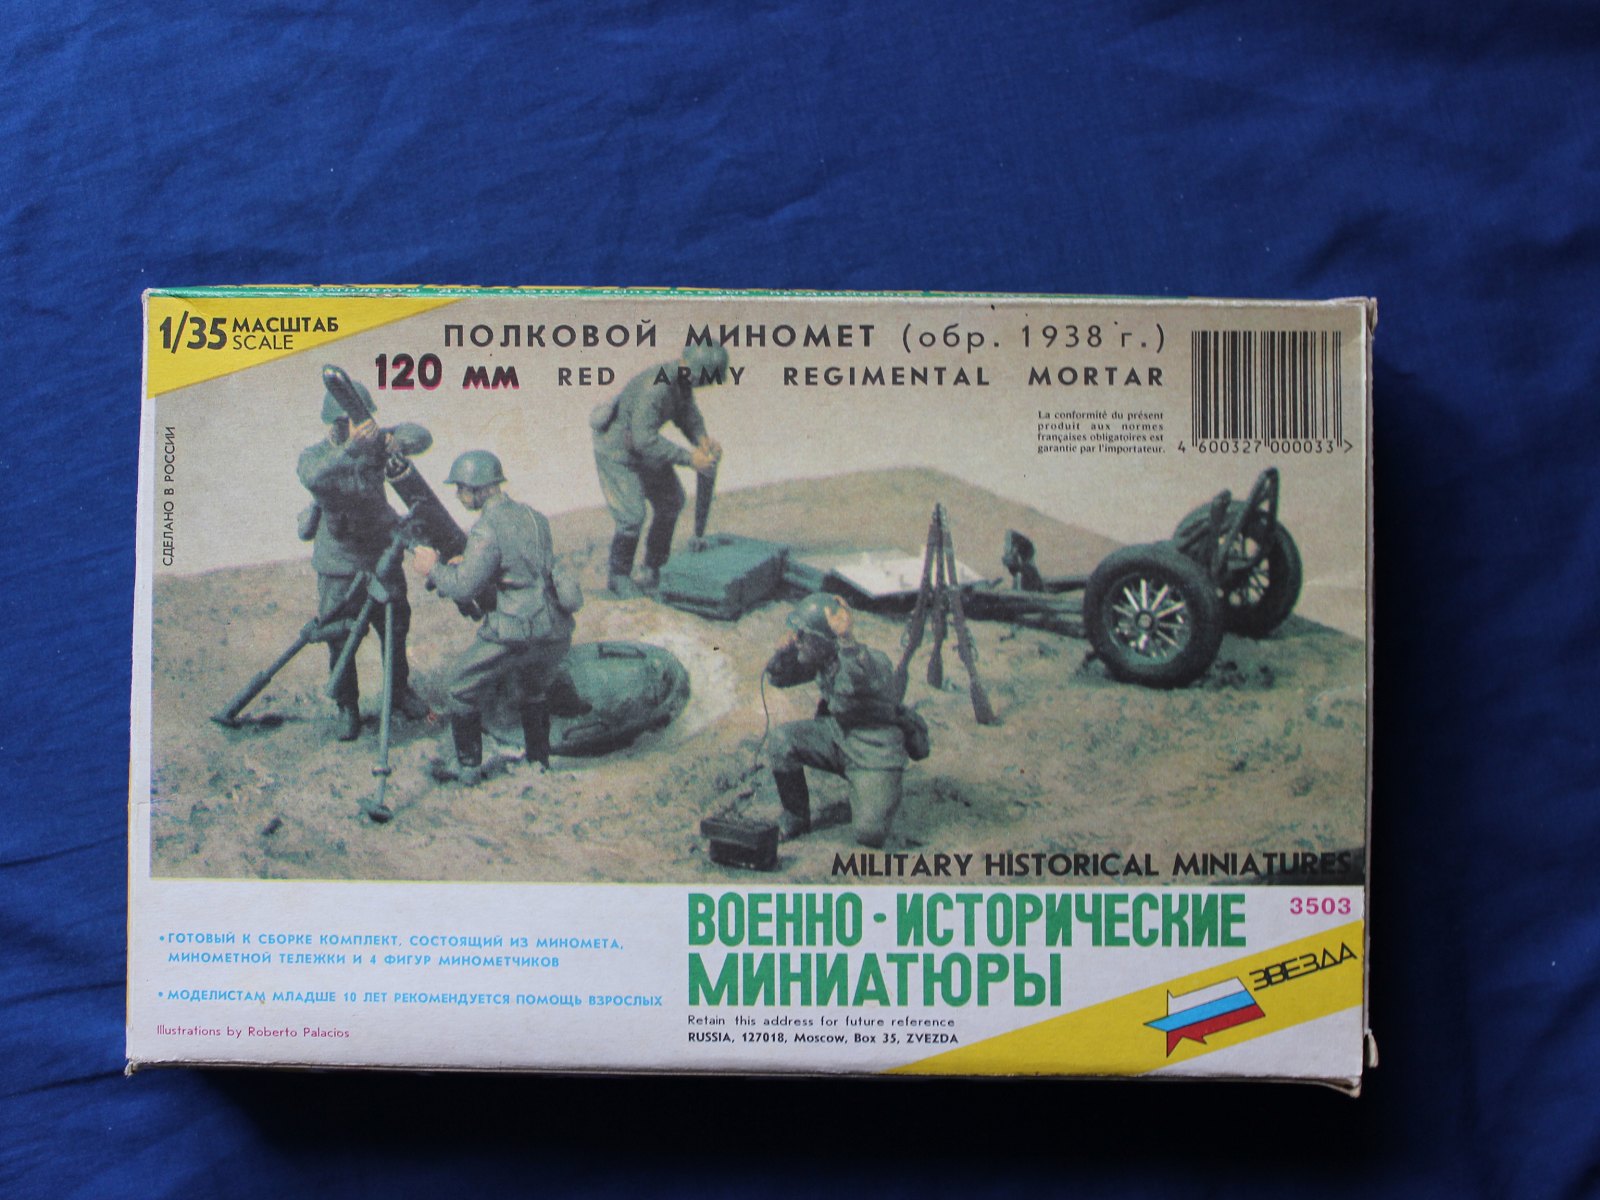 1/35 МАСШТАБ
SCALE
ПОЛКОВОЙ МИНОМЕТ (обр. 1938 г.)
120 мм RED ARMY REGIMENTAL MORTAR
La conformité du présent
produit aux normes
françaises obligatoires est
garantie par l'importateur.
4 600327 000033 >
СДЕЛАНО В РОССИИ
MILITARY HISTORICAL MINIATURES
ВОЕННО-ИСТОРИЧЕСКИЕ
МИНИАТЮРЫ
3503
ЗВЕЗДА
• ГОТОВЫЙ К СБОРКЕ КОМПЛЕКТ, СОСТОЯЩИЙ ИЗ МИНОМЕТА,
МИНОМЕТНОЙ ТЕЛЕЖКИ И 4 ФИГУР МИНОМЕТЧИКОВ
• МОДЕЛИСТАМ МЛАДШЕ 10 ЛЕТ РЕКОМЕНДУЕТСЯ ПОМОЩЬ ВЗРОСЛЫХ
Illustrations by Roberto Palacios
Retain this address for future reference
RUSSIA, 127018, Moscow, Box 35, ZVEZDA